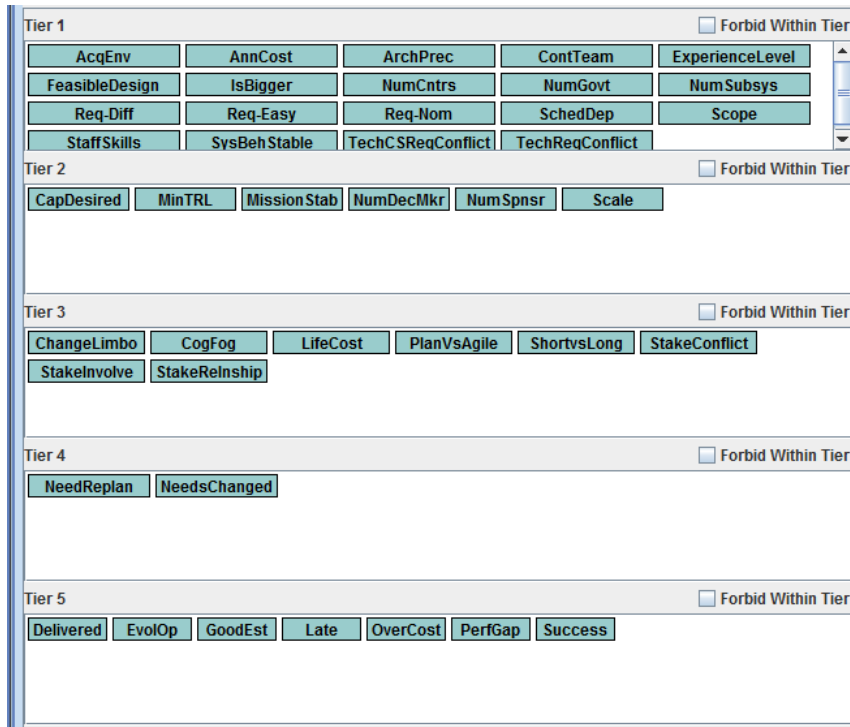 Tier 1 Forbid Within Tier
AcqEnv AnnCost ArchPrec ContTeam ExperienceLevel
FeasibleDesign IsBigger NumCntrs NumGovt NumSubsys
Req-Diff Req-Easy Req-Nom SchedDep Scope
StaffSkills SysBehStable TechCSReqConflict TechReqConflict
Tier 2 Forbid Within Tier
CapDesired MinTRL MissionStab NumDecMkr NumSpnsr Scale
Tier 3 Forbid Within Tier
ChangeLimbo CogFog LifeCost PlanVsAgile ShortvsLong StakeConflict
StakeInvolve StakeRelnship
Tier 4 Forbid Within Tier
NeedReplan NeedsChanged
Tier 5 Forbid Within Tier
Delivered EvolOp GoodEst Late OverCost PerfGap Success